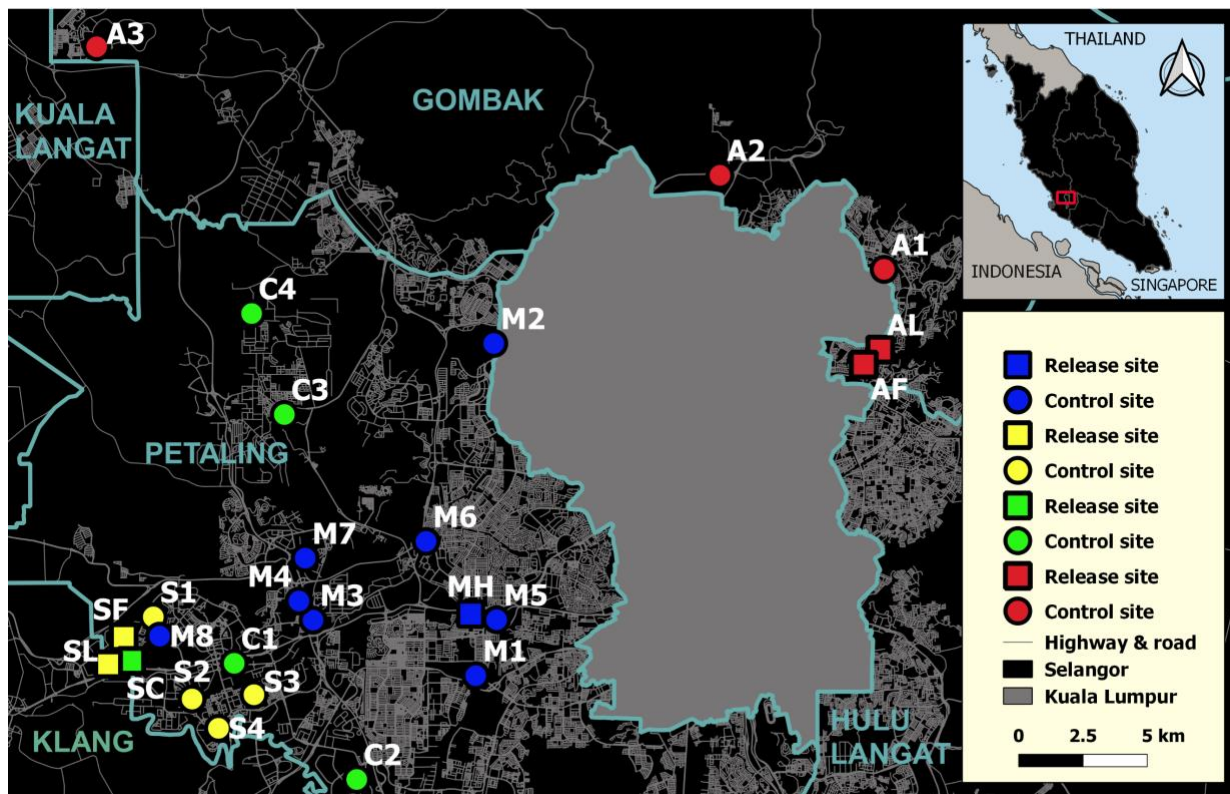 A3
KUALA
LANGAT
GOMBAK
A2
A1
C4
M2
AL
AF
C3
PETALING
M7
M6
M4
M3
MH
M5
S1
SF
M8
C1
M1
SL
SC
S2
S3
S4
KLANG
C2
HULU
LANGAT
THAILAND
INDONESIA
SINGAPORE
Release site
Control site
Release site
Control site
Release site
Control site
Release site
Control site
Highway & road
Selangor
Kuala Lumpur
0 2.5 5 km